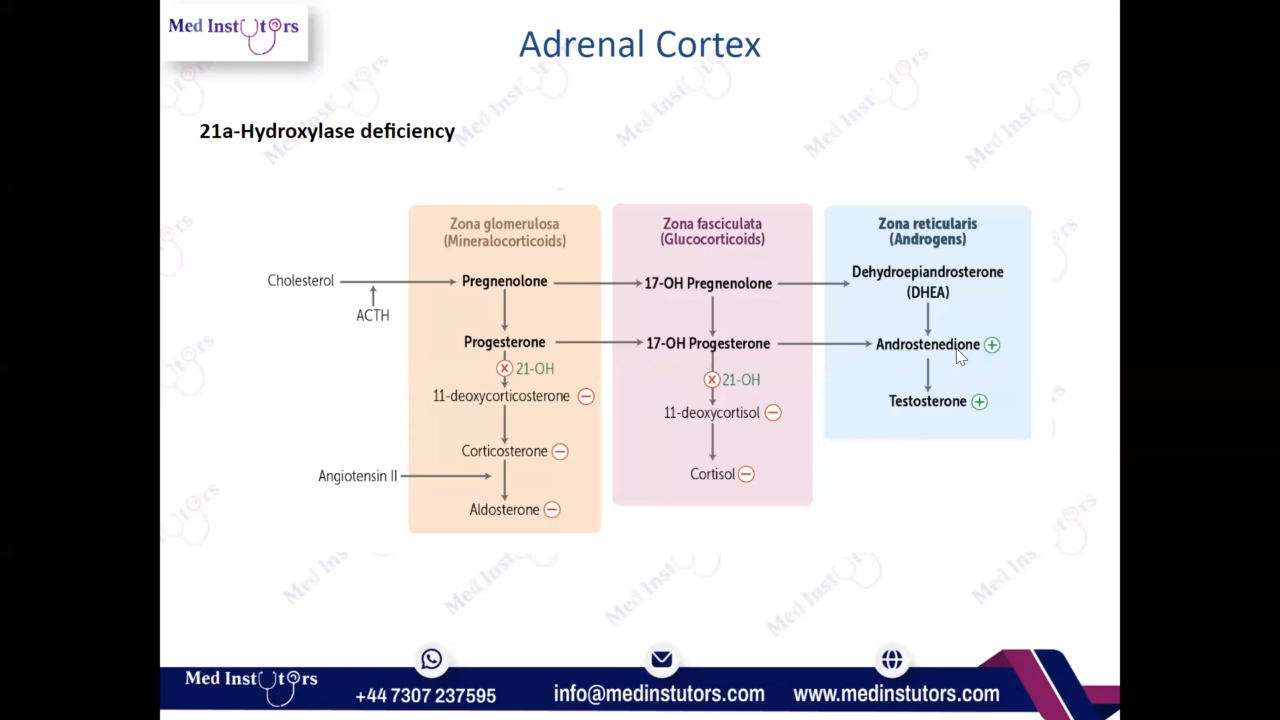 Med Instutors
Adrenal Cortex
21a-Hydroxylase deficiency
Zona glomerulosa
(Mineralocorticoids)
Zona fasciculata
(Glucocorticoids)
Zona reticularis
(Androgens)
Cholesterol
Pregnenolone
17-OH Pregnenolone
Dehydroepiandrosterone
(DHEA)
ACTH
Progesterone
17-OH Progesterone
Androstenedione +
x 21-OH
x 21-OH
11-deoxycorticosterone −
11-deoxycortisol −
Testosterone +
Corticosterone −
Angiotensin II
Cortisol −
Aldosterone −
Med Instutors
+44 7307 237595
info@medinstutors.com
www.medinstutors.com